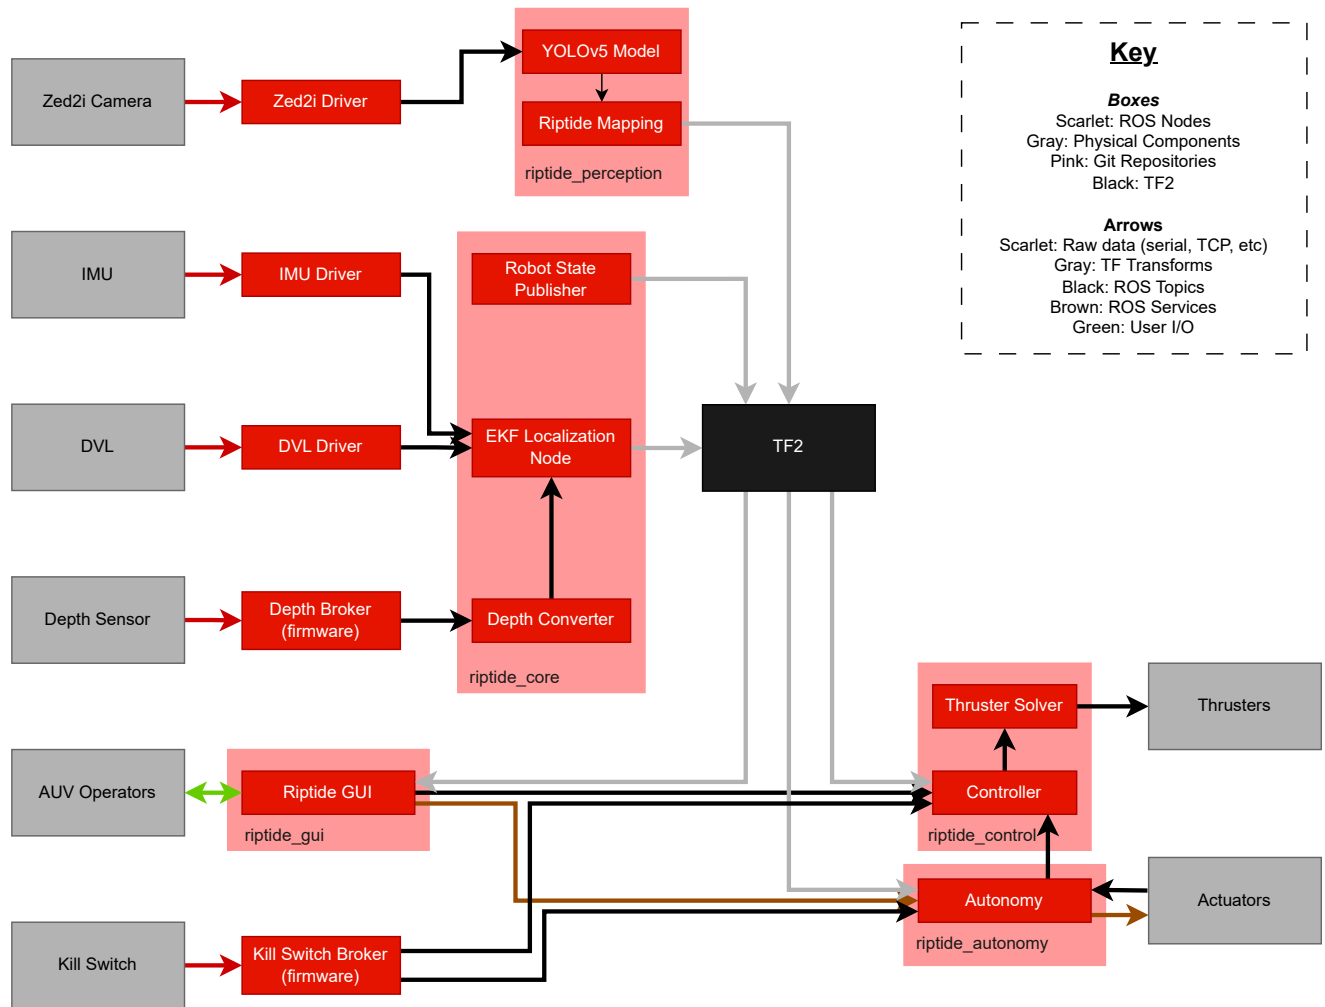 Zed2i Camera
Zed2i Driver
YOLOv5 Model
Riptide Mapping
riptide_perception
Key
Boxes
Scarlet: ROS Nodes
Gray: Physical Components
Pink: Git Repositories
Black: TF2
Arrows
Scarlet: Raw data (serial, TCP, etc)
Gray: TF Transforms
Black: ROS Topics
Brown: ROS Services
Green: User I/O
IMU
IMU Driver
Robot State
Publisher
DVL
DVL Driver
EKF Localization
Node
TF2
Depth Sensor
Depth Broker
(firmware)
Depth Converter
riptide_core
Thruster Solver
Thrusters
AUV Operators
Riptide GUI
riptide_gui
Controller
riptide_control
Autonomy
riptide_autonomy
Actuators
Kill Switch
Kill Switch Broker
(firmware)